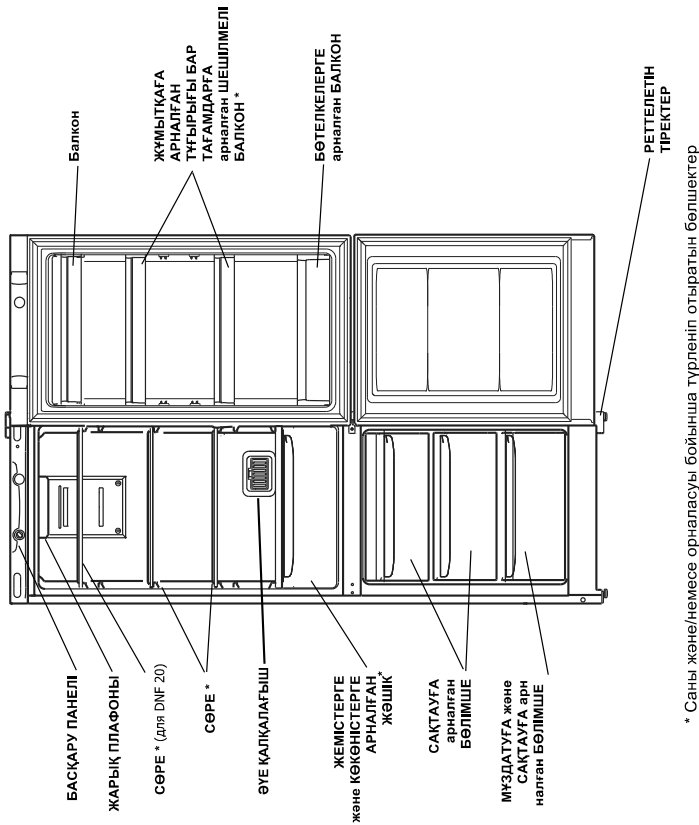 БАСҚАРУ ПАНЕЛІ
ЖАРЫҚ ПЛАФОНЫ
СӨРЕ * (для DNF 20)
СӨРЕ *
ӘУЕ ҚАЛҚАЛАҒЫШ
ЖЕМІСТЕРГЕ
және КӨКӨНІСТЕРГЕ
АРНАЛҒАН
ЖӘШІК*
САҚТАУҒА
арналған
БӨЛІМШЕ
МҰЗДАТУҒА және
САҚТАУҒА арн
налған БӨЛІМШЕ
Балкон
ЖҰМЫТҚАҒА
АРНАЛҒАН
ТҰҒЫРЫҒЫ БАР
ТАҒАМДАРҒА
арналған ШЕШІЛМЕЛІ
БАЛКОН *
БӨТЕЛКЕЛЕРГЕ
арналған БАЛКОН
РЕТТЕЛЕТІН
ТІРЕКТЕР
* Саны және/немесе орналасуы бойынша түрленіп отыратын бөлшектер